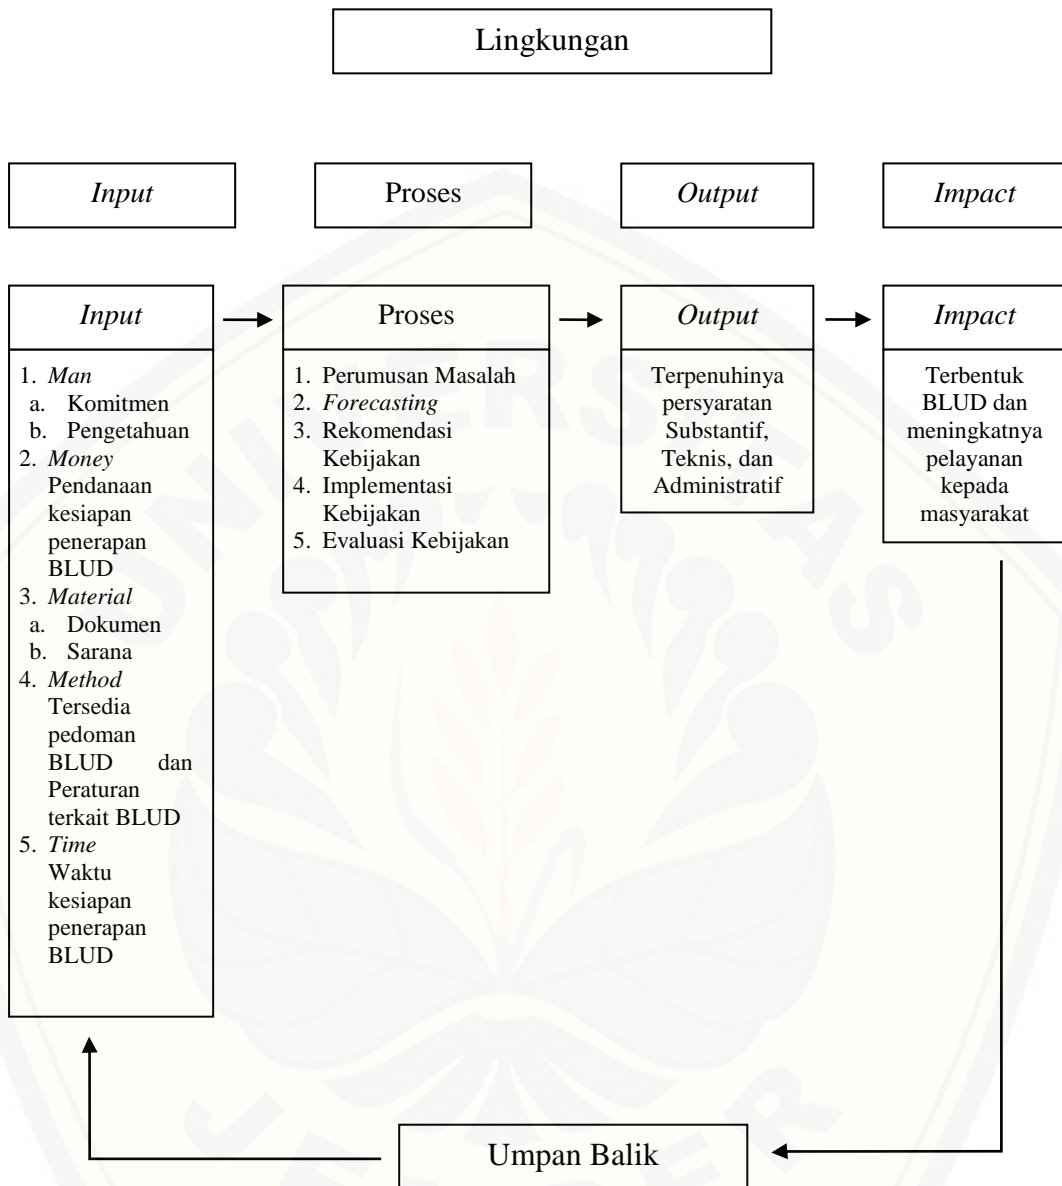 Lingkungan
Input
Proses
Output
Impact
Input
1. Man
a. Komitmen
b. Pengetahuan
2. Money
Pendanaan
kesiapan
penerapan
BLUD
3. Material
a. Dokumen
b. Sarana
4. Method
Tersedia
pedoman
BLUD dan
Peraturan
terkait BLUD
5. Time
Waktu
kesiapan
penerapan
BLUD
Proses
1. Perumusan Masalah
2. Forecasting
3. Rekomendasi
Kebijakan
4. Implementasi
Kebijakan
5. Evaluasi Kebijakan
Output
Terpenuhinya
persyaratan
Substantif,
Teknis, dan
Administratif
Impact
Terbentuk
BLUD dan
meningkatnya
pelayanan
kepada
masyarakat
Umpan Balik
UNIVERSITAS
JEMBER